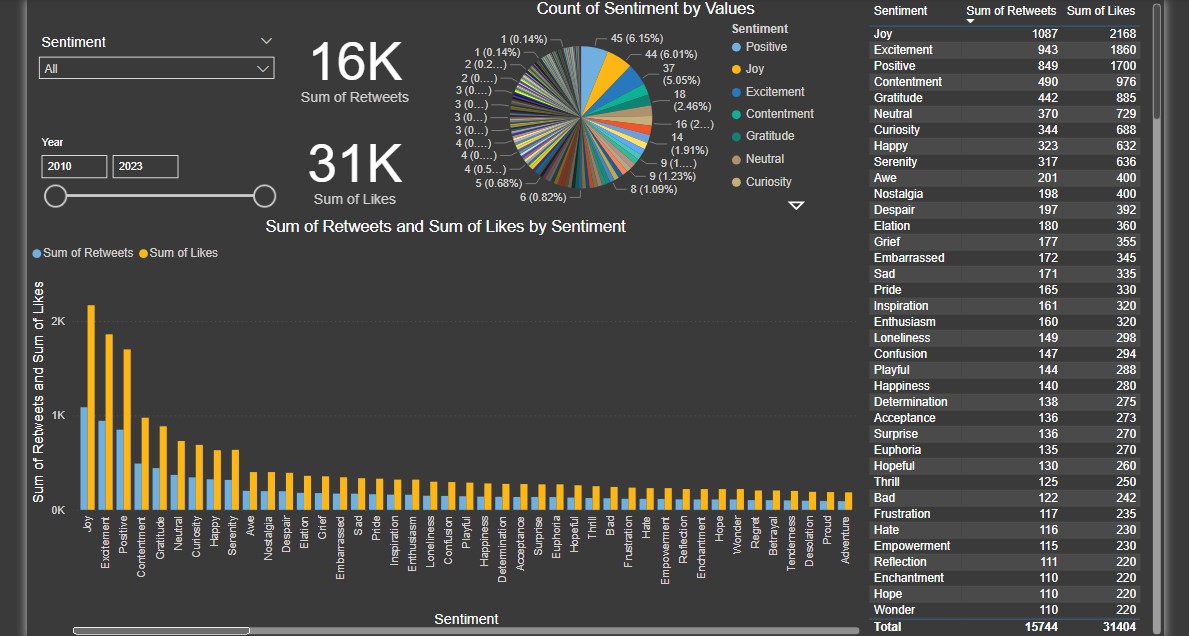 Sentiment
All
Year
2010 2023
16K
Sum of Retweets
31K
Sum of Likes
Count of Sentiment by Values
45 (6.15%)
44 (6.01%)
37
(5.05%)
18
(2.46%)
16 (2...)
14
(1.91%)
9 (1....)
9 (1.23%)
8 (1.09%)
6 (0.82%)
5 (0.68%)
4 (0.5...)
4 (0....)
4 (0....)
3 (0....)
3 (0....)
3 (0....)
3 (0....)
2 (0....)
2 (0.2...)
1 (0.14%)
1 (0.14%)
Sentiment
Positive
Joy
Excitement
Contentment
Gratitude
Neutral
Curiosity
Sum of Retweets and Sum of Likes by Sentiment
Sum of Retweets Sum of Likes
Sum of Retweets and Sum of Likes
2K
1K
0K
Joy
Excitement
Positive
Contentment
Gratitude
Neutral
Curiosity
Happy
Serenity
Awe
Nostalgia
Despair
Elation
Grief
Embarrassed
Sad
Pride
Inspiration
Enthusiasm
Loneliness
Confusion
Playful
Happiness
Determination
Acceptance
Surprise
Euphoria
Hopeful
Thrill
Bad
Frustration
Hate
Empowerment
Reflection
Enchantment
Hope
Wonder
Regret
Betrayal
Tenderness
Desolation
Proud
Adventure
Sentiment
Sentiment Sum of Retweets Sum of Likes
Joy 1087 2168
Excitement 943 1860
Positive 849 1700
Contentment 490 976
Gratitude 442 885
Neutral 370 729
Curiosity 344 688
Happy 323 632
Serenity 317 636
Awe 201 400
Nostalgia 198 400
Despair 197 392
Elation 180 360
Grief 177 355
Embarrassed 172 345
Sad 171 335
Pride 165 330
Inspiration 161 320
Enthusiasm 160 320
Loneliness 149 298
Confusion 147 294
Playful 144 288
Happiness 140 280
Determination 138 275
Acceptance 136 273
Surprise 136 270
Euphoria 135 270
Hopeful 130 260
Thrill 125 250
Bad 122 242
Frustration 117 235
Hate 116 230
Empowerment 115 230
Reflection 111 220
Enchantment 110 220
Hope 110 220
Wonder 110 220
Total 15744 31404